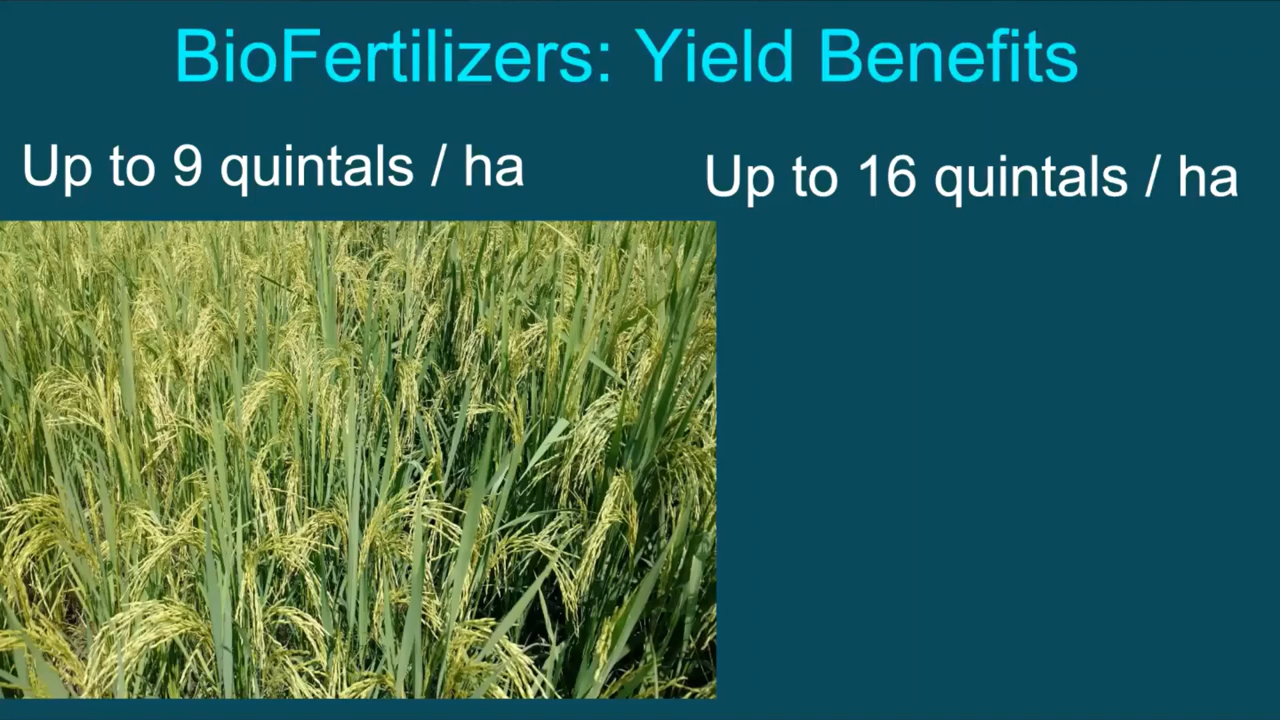 BioFertilizers: Yield Benefits
Up to 9 quintals / ha
Up to 16 quintals / ha